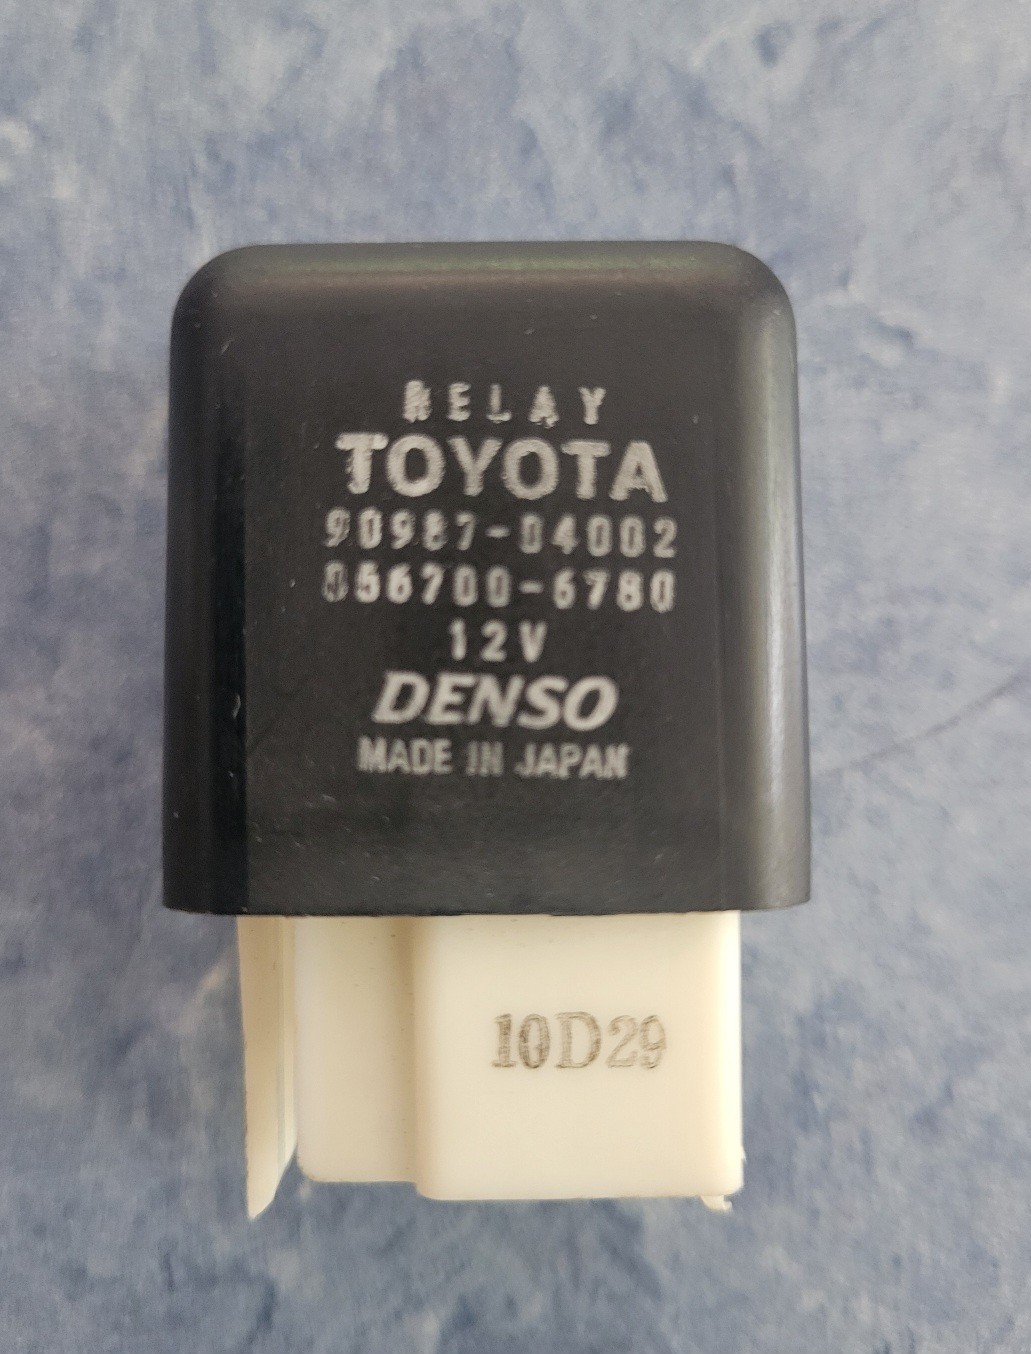 RELAY
TOYOTA
90987-04002
056700-6780
12V
DENSO
MADE IN JAPAN
10D29